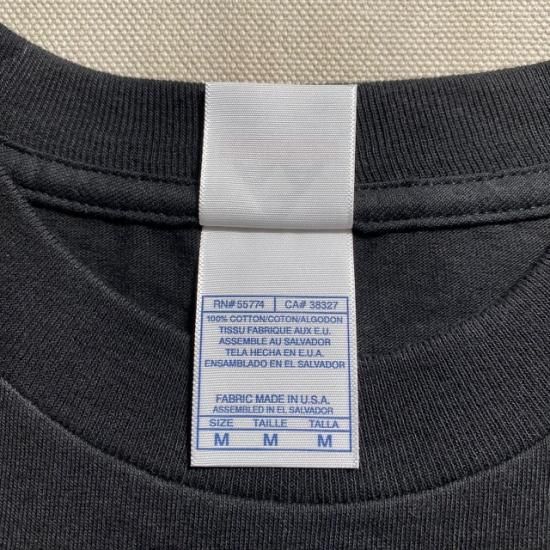 RN# 55774 CA# 38327
100% COTTON/COTON/ALGODON
TISSU FABRIQUE AUX E.U.
ASSEMBLE AU SALVADOR
TELA HECHA EN E.U.A.
ENSAMBLADO EN EL SALVADOR
FABRIC MADE IN U.S.A.
ASSEMBLED IN EL SALVADOR
SIZE TAILLE TALLA
M M M